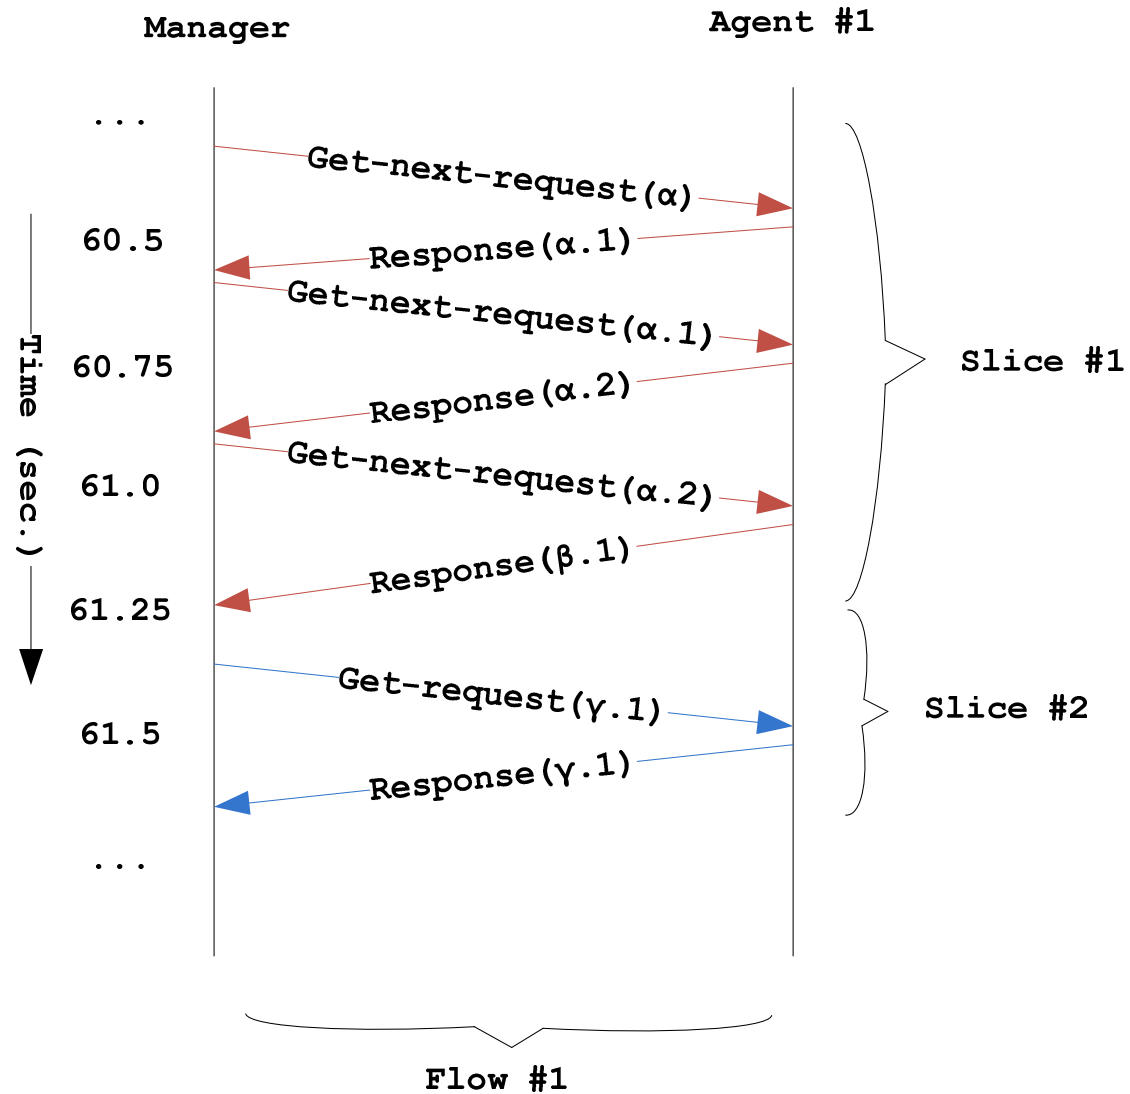 Manager
Agent #1
...
Get-next-request(α)
60.5
Response(α.1)
Get-next-request(α.1)
Time (sec.)
60.75
Slice #1
Response(α.2)
Get-next-request(α.2)
61.0
Response(β.1)
61.25
Get-request(γ.1)
Slice #2
61.5
Response(γ.1)
...
Flow #1